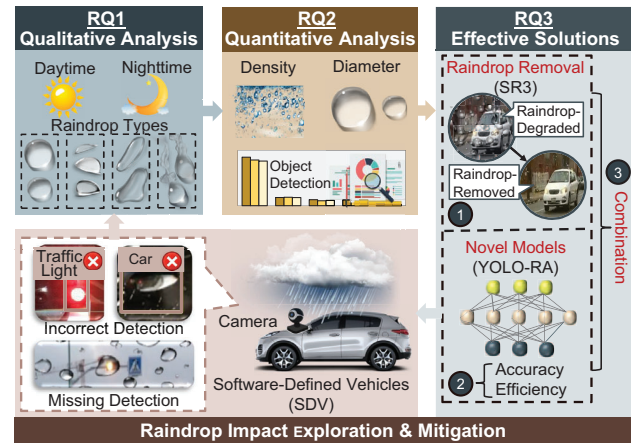 RQ1
Qualitative Analysis
Daytime
Nighttime
Raindrop Types
RQ2
Quantitative Analysis
Density
Diameter
Object
Detection
RQ3
Effective Solutions
Raindrop Removal
(SR3)
Raindrop-
Degraded
Raindrop-
Removed
1
Novel Models
(YOLO-RA)
2
Accuracy
Efficiency
3
Combination
Traffic
Light
Car
Incorrect Detection
Missing Detection
Camera
Software-Defined Vehicles
(SDV)
Raindrop Impact Exploration & Mitigation